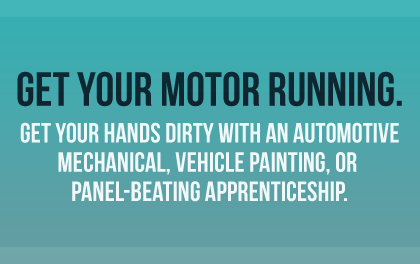 GET YOUR MOTOR RUNNING.
GET YOUR HANDS DIRTY WITH AN AUTOMOTIVE
MECHANICAL, VEHICLE PAINTING, OR
PANEL-BEATING APPRENTICESHIP.